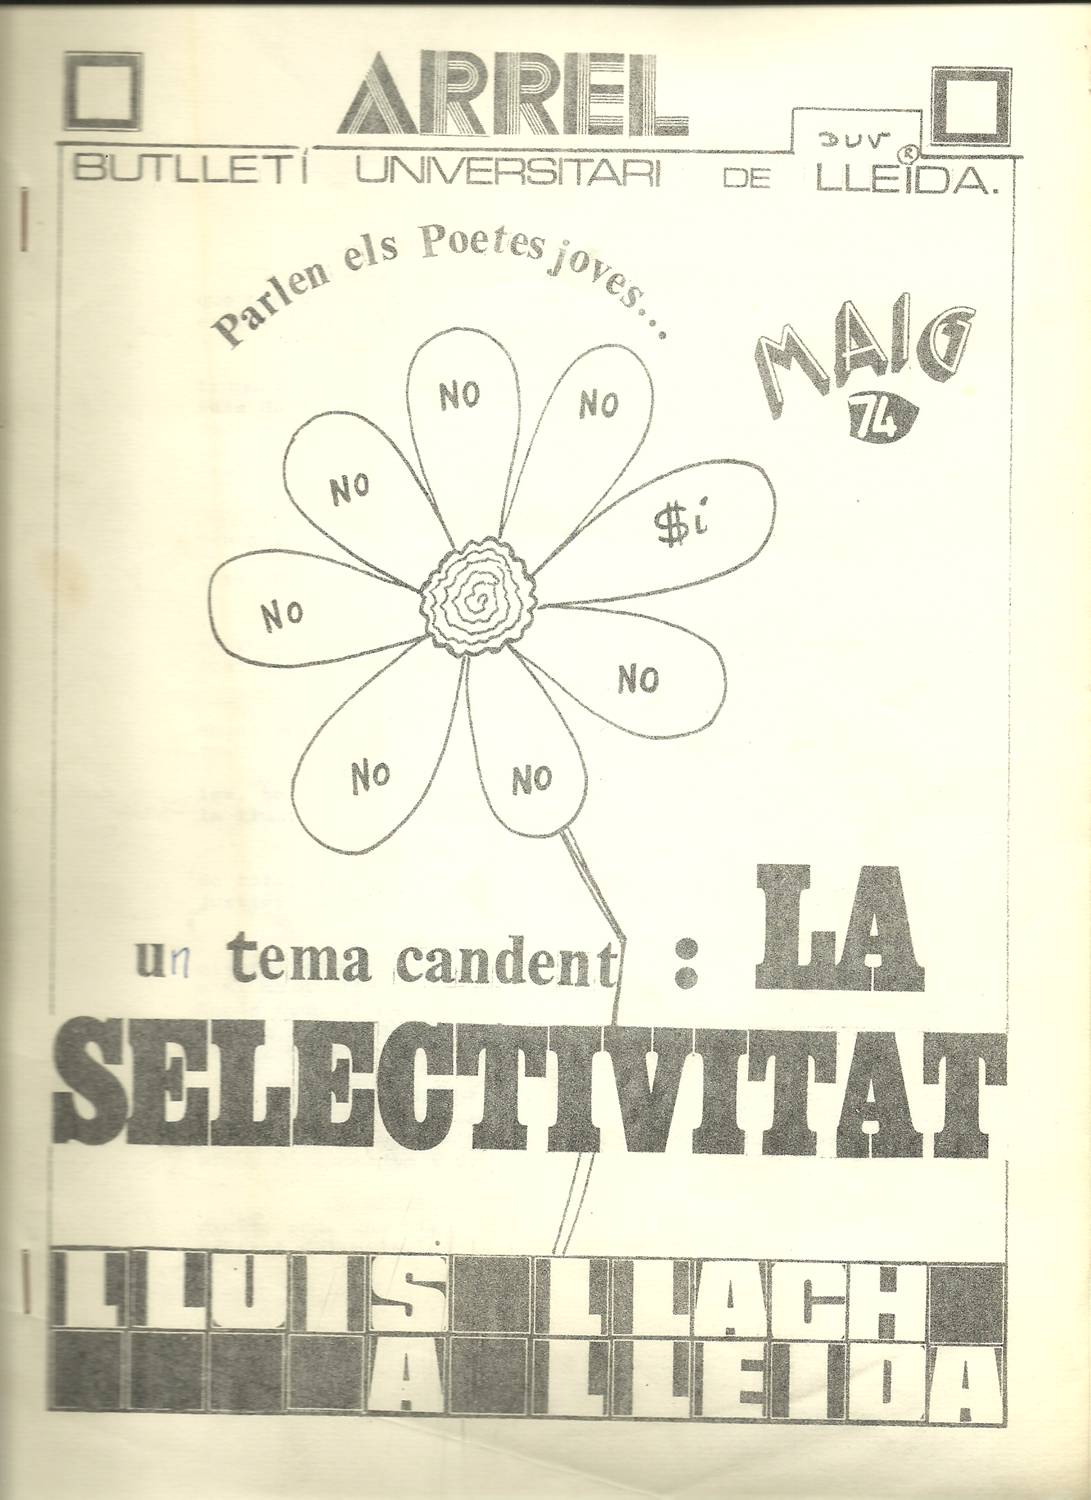 ARREL
DUV
BUTLLETÍ UNIVERSITARI DE LLEIDA.
®
Parlen els Poetes joves...
MAIG
74
NO
NO
NO
$i
NO
NO
NO
NO
un tema candent : LA
SELECTIVITAT
LLUIS LLACH
A LLEIDA